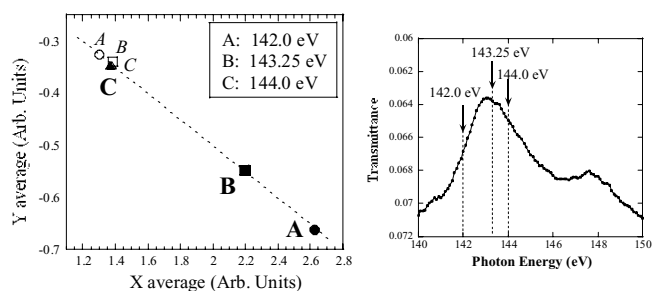 -0.3
-0.4
-0.5
-0.6
-0.7
Y average (Arb. Units)
A
B
C
C
B
A
A: 142.0 eV
B: 143.25 eV
C: 144.0 eV
1.2 1.4 1.6 1.8 2 2.2 2.4 2.6 2.8
X average (Arb. Units)
0.06
0.062
0.064
0.066
0.068
0.07
0.072
Transmittance
143.25 eV
144.0 eV
142.0 eV
140 142 144 146 148 150
Photon Energy (eV)